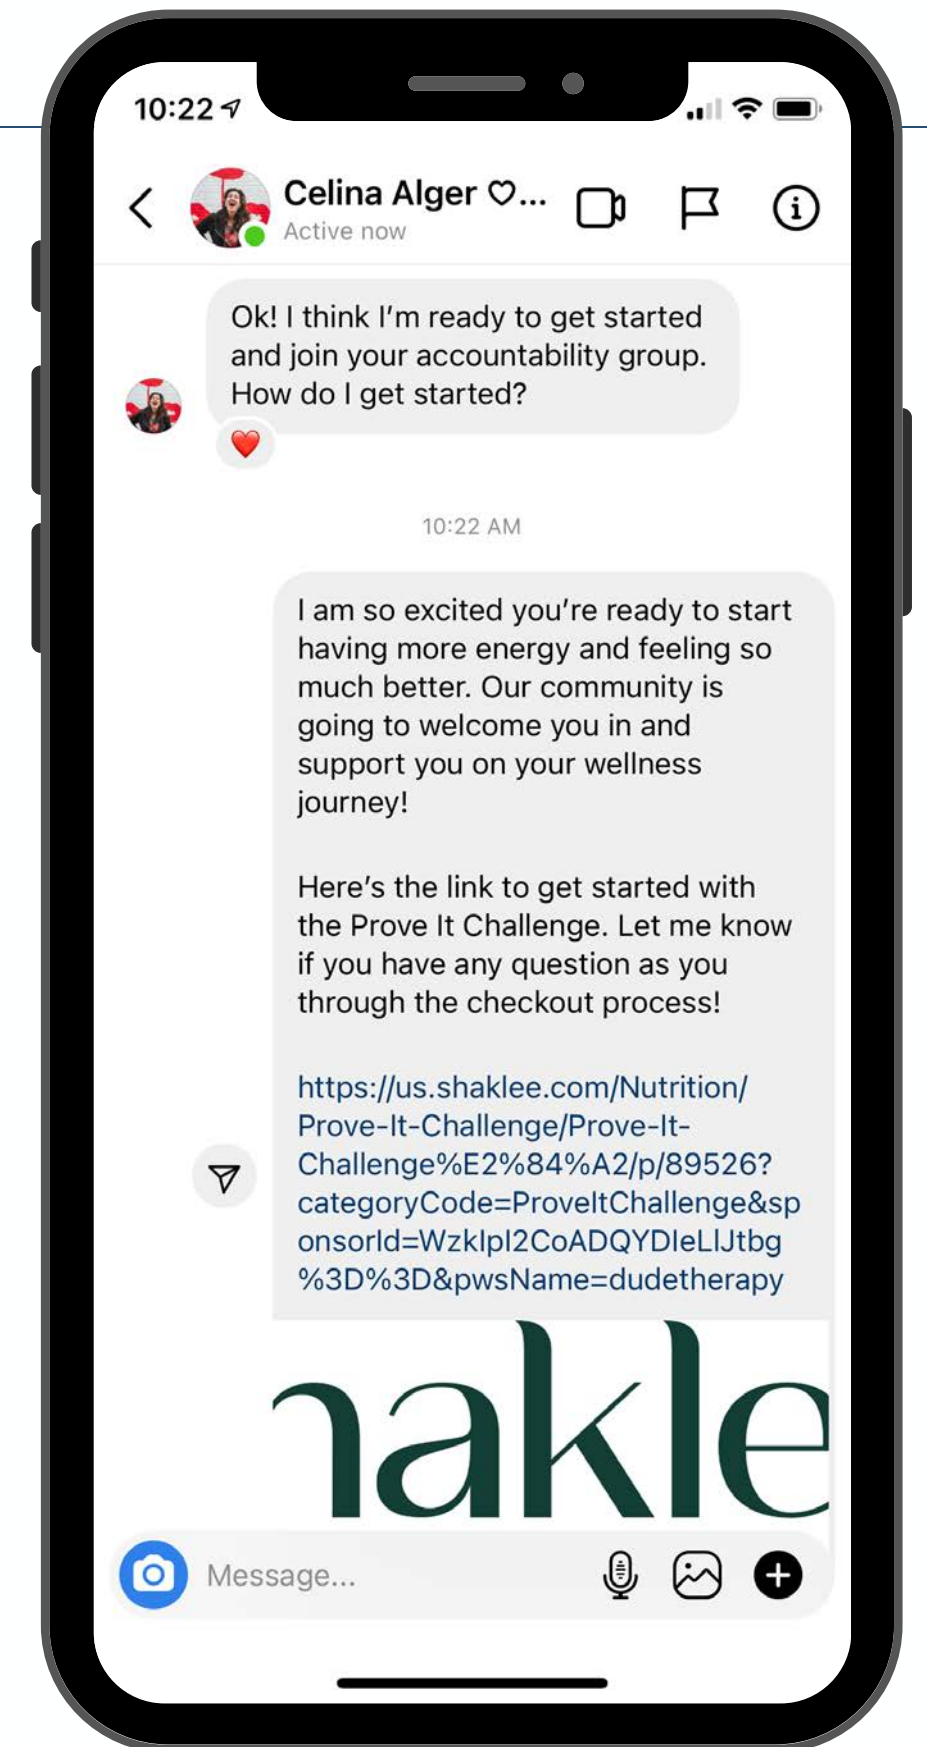 10:22
Celina Alger ♡...
Active now
Ok! I think I'm ready to get started
and join your accountability group.
How do I get started?
❤️
10:22 AM
I am so excited you're ready to start
having more energy and feeling so
much better. Our community is
going to welcome you in and
support you on your wellness
journey!
Here's the link to get started with
the Prove It Challenge. Let me know
if you have any question as you
through the checkout process!
https://us.shaklee.com/Nutrition/
Prove-It-Challenge/Prove-It-
Challenge%E2%84%A2/p/89526?
categoryCode=ProveItChallenge&sp
onsorId=WzkIpI2CoADQYDIeLIJtbg
%3D%3D&pwsName=dudetherapy
nakle
Message...